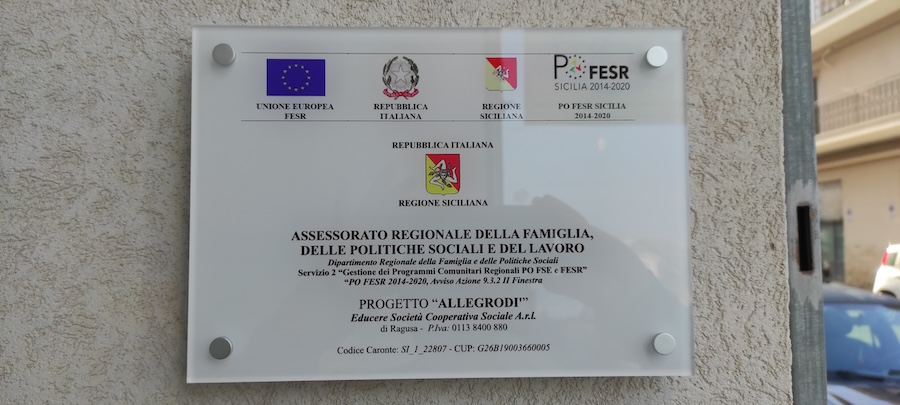 PO FESR
SICILIA 2014-2020
UNIONE EUROPEA
FESR
REPUBBLICA
ITALIANA
REGIONE
SICILIANA
PO FESR SICILIA
2014-2020
REPUBBLICA ITALIANA
REGIONE SICILIANA
ASSESSORATO REGIONALE DELLA FAMIGLIA,
DELLE POLITICHE SOCIALI E DEL LAVORO
Dipartimento Regionale della Famiglia e delle Politiche Sociali
Servizio 2 “Gestione dei Programmi Comunitari Regionali PO FSE e FESR”
“PO FESR 2014-2020, Avviso Azione 9.3.2 II Finestra
PROGETTO “ALLEGRODI'”
Educere Società Cooperativa Sociale A.r.l.
di Ragusa - P.Iva: 0113 8400 880
Codice Caronte: SI_1_22807 - CUP: G26B19003660005